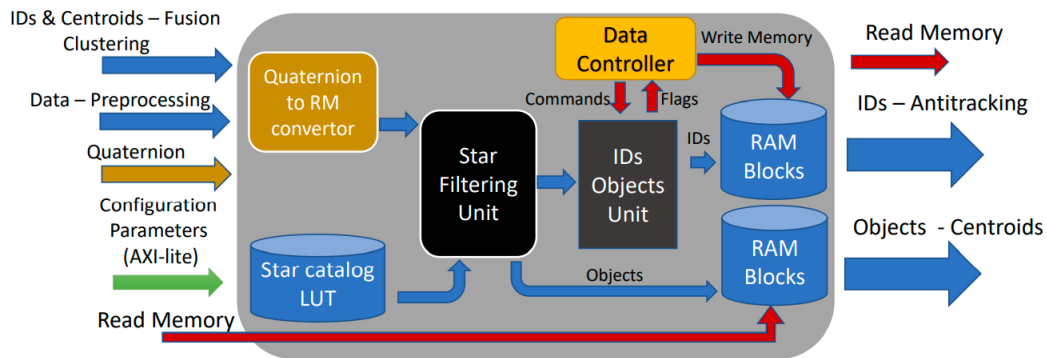 IDs & Centroids – Fusion
Clustering
Data – Preprocessing
Quaternion
Configuration
Parameters
(AXI-lite)
Read Memory
Quaternion
to RM
convertor
Star catalog
LUT
Star
Filtering
Unit
Data
Controller
Write Memory
Commands
Flags
IDs
Objects
Unit
IDs
RAM
Blocks
Objects
RAM
Blocks
Read Memory
IDs – Antitracking
Objects - Centroids